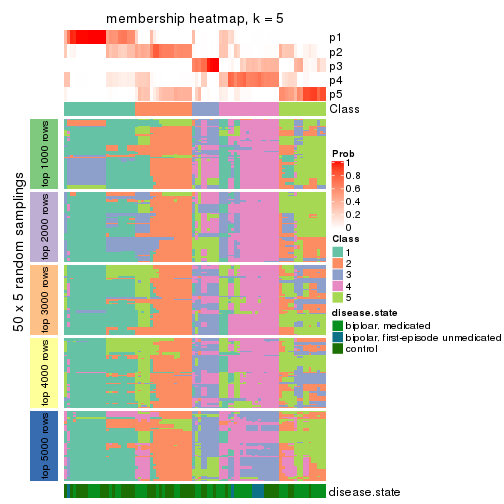 membership heatmap, k = 5
p1
p2
p3
p4
p5
Class
50 x 5 random samplings
top 1000 rows
top 2000 rows
top 3000 rows
top 4000 rows
top 5000 rows
Prob
1
0.8
0.6
0.4
0.2
0
Class
1
2
3
4
5
disease.state
bipolar, medicated
bipolar, first-episode unmedicated
control
disease.state